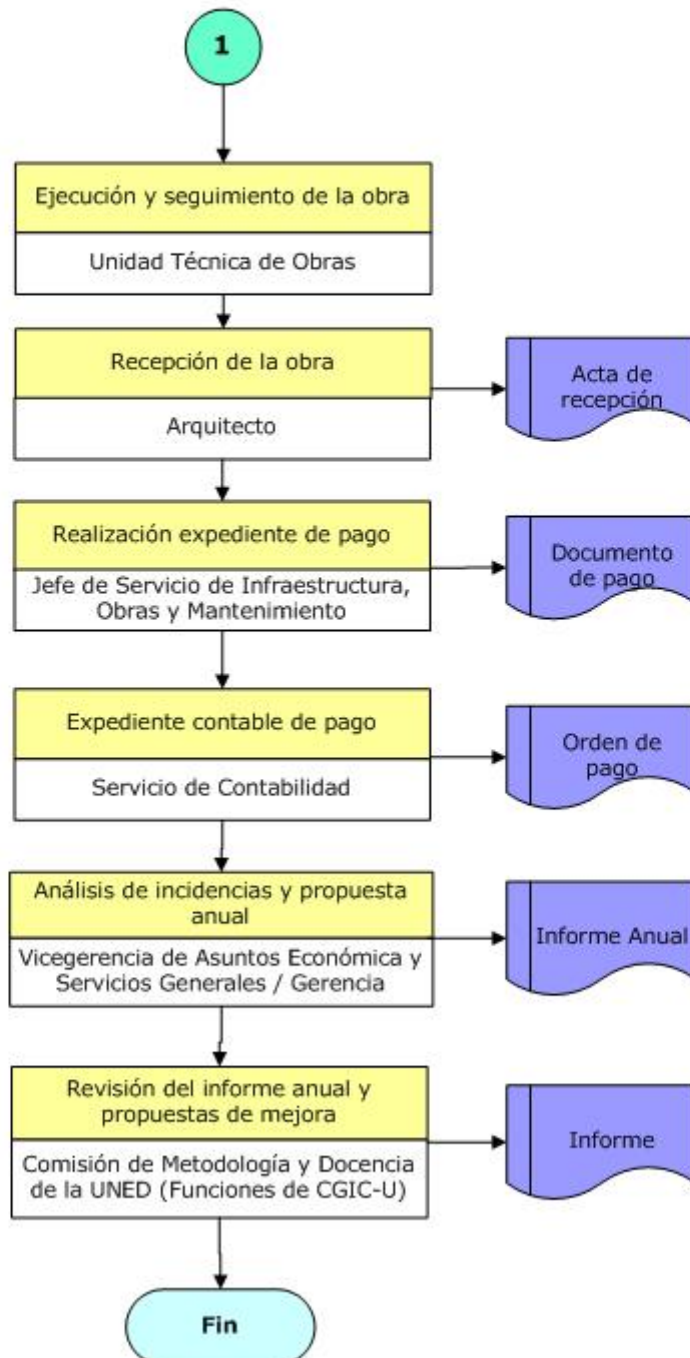 1
Ejecución y seguimiento de la obra
Unidad Técnica de Obras
Recepción de la obra
Arquitecto
Acta de
recepción
Realización expediente de pago
Jefe de Servicio de Infraestructura,
Obras y Mantenimiento
Documento
de pago
Expediente contable de pago
Servicio de Contabilidad
Orden de
pago
Análisis de incidencias y propuesta
anual
Vicegerencia de Asuntos Económica y
Servicios Generales / Gerencia
Informe Anual
Revisión del informe anual y
propuestas de mejora
Comisión de Metodología y Docencia
de la UNED (Funciones de CGIC-U)
Informe
Fin